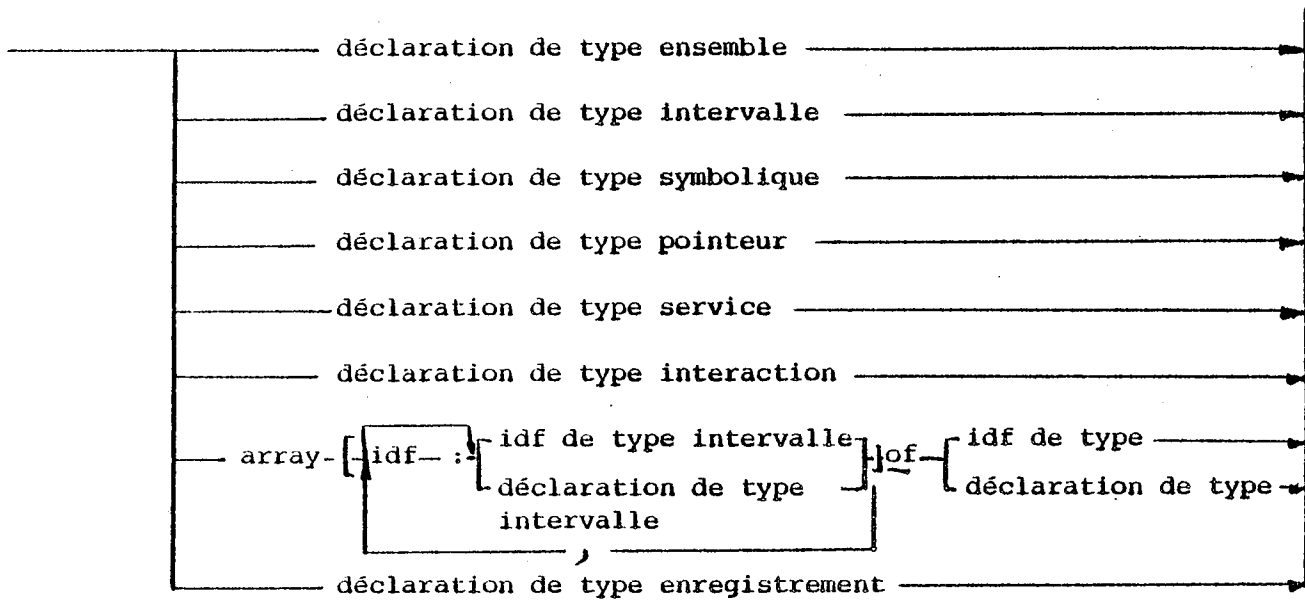 déclaration de type ensemble
déclaration de type intervalle
déclaration de type symbolique
déclaration de type pointeur
déclaration de type service
déclaration de type interaction
array [ idf : idf de type intervalle ] of idf de type
déclaration de type déclaration de type
intervalle
,
déclaration de type enregistrement